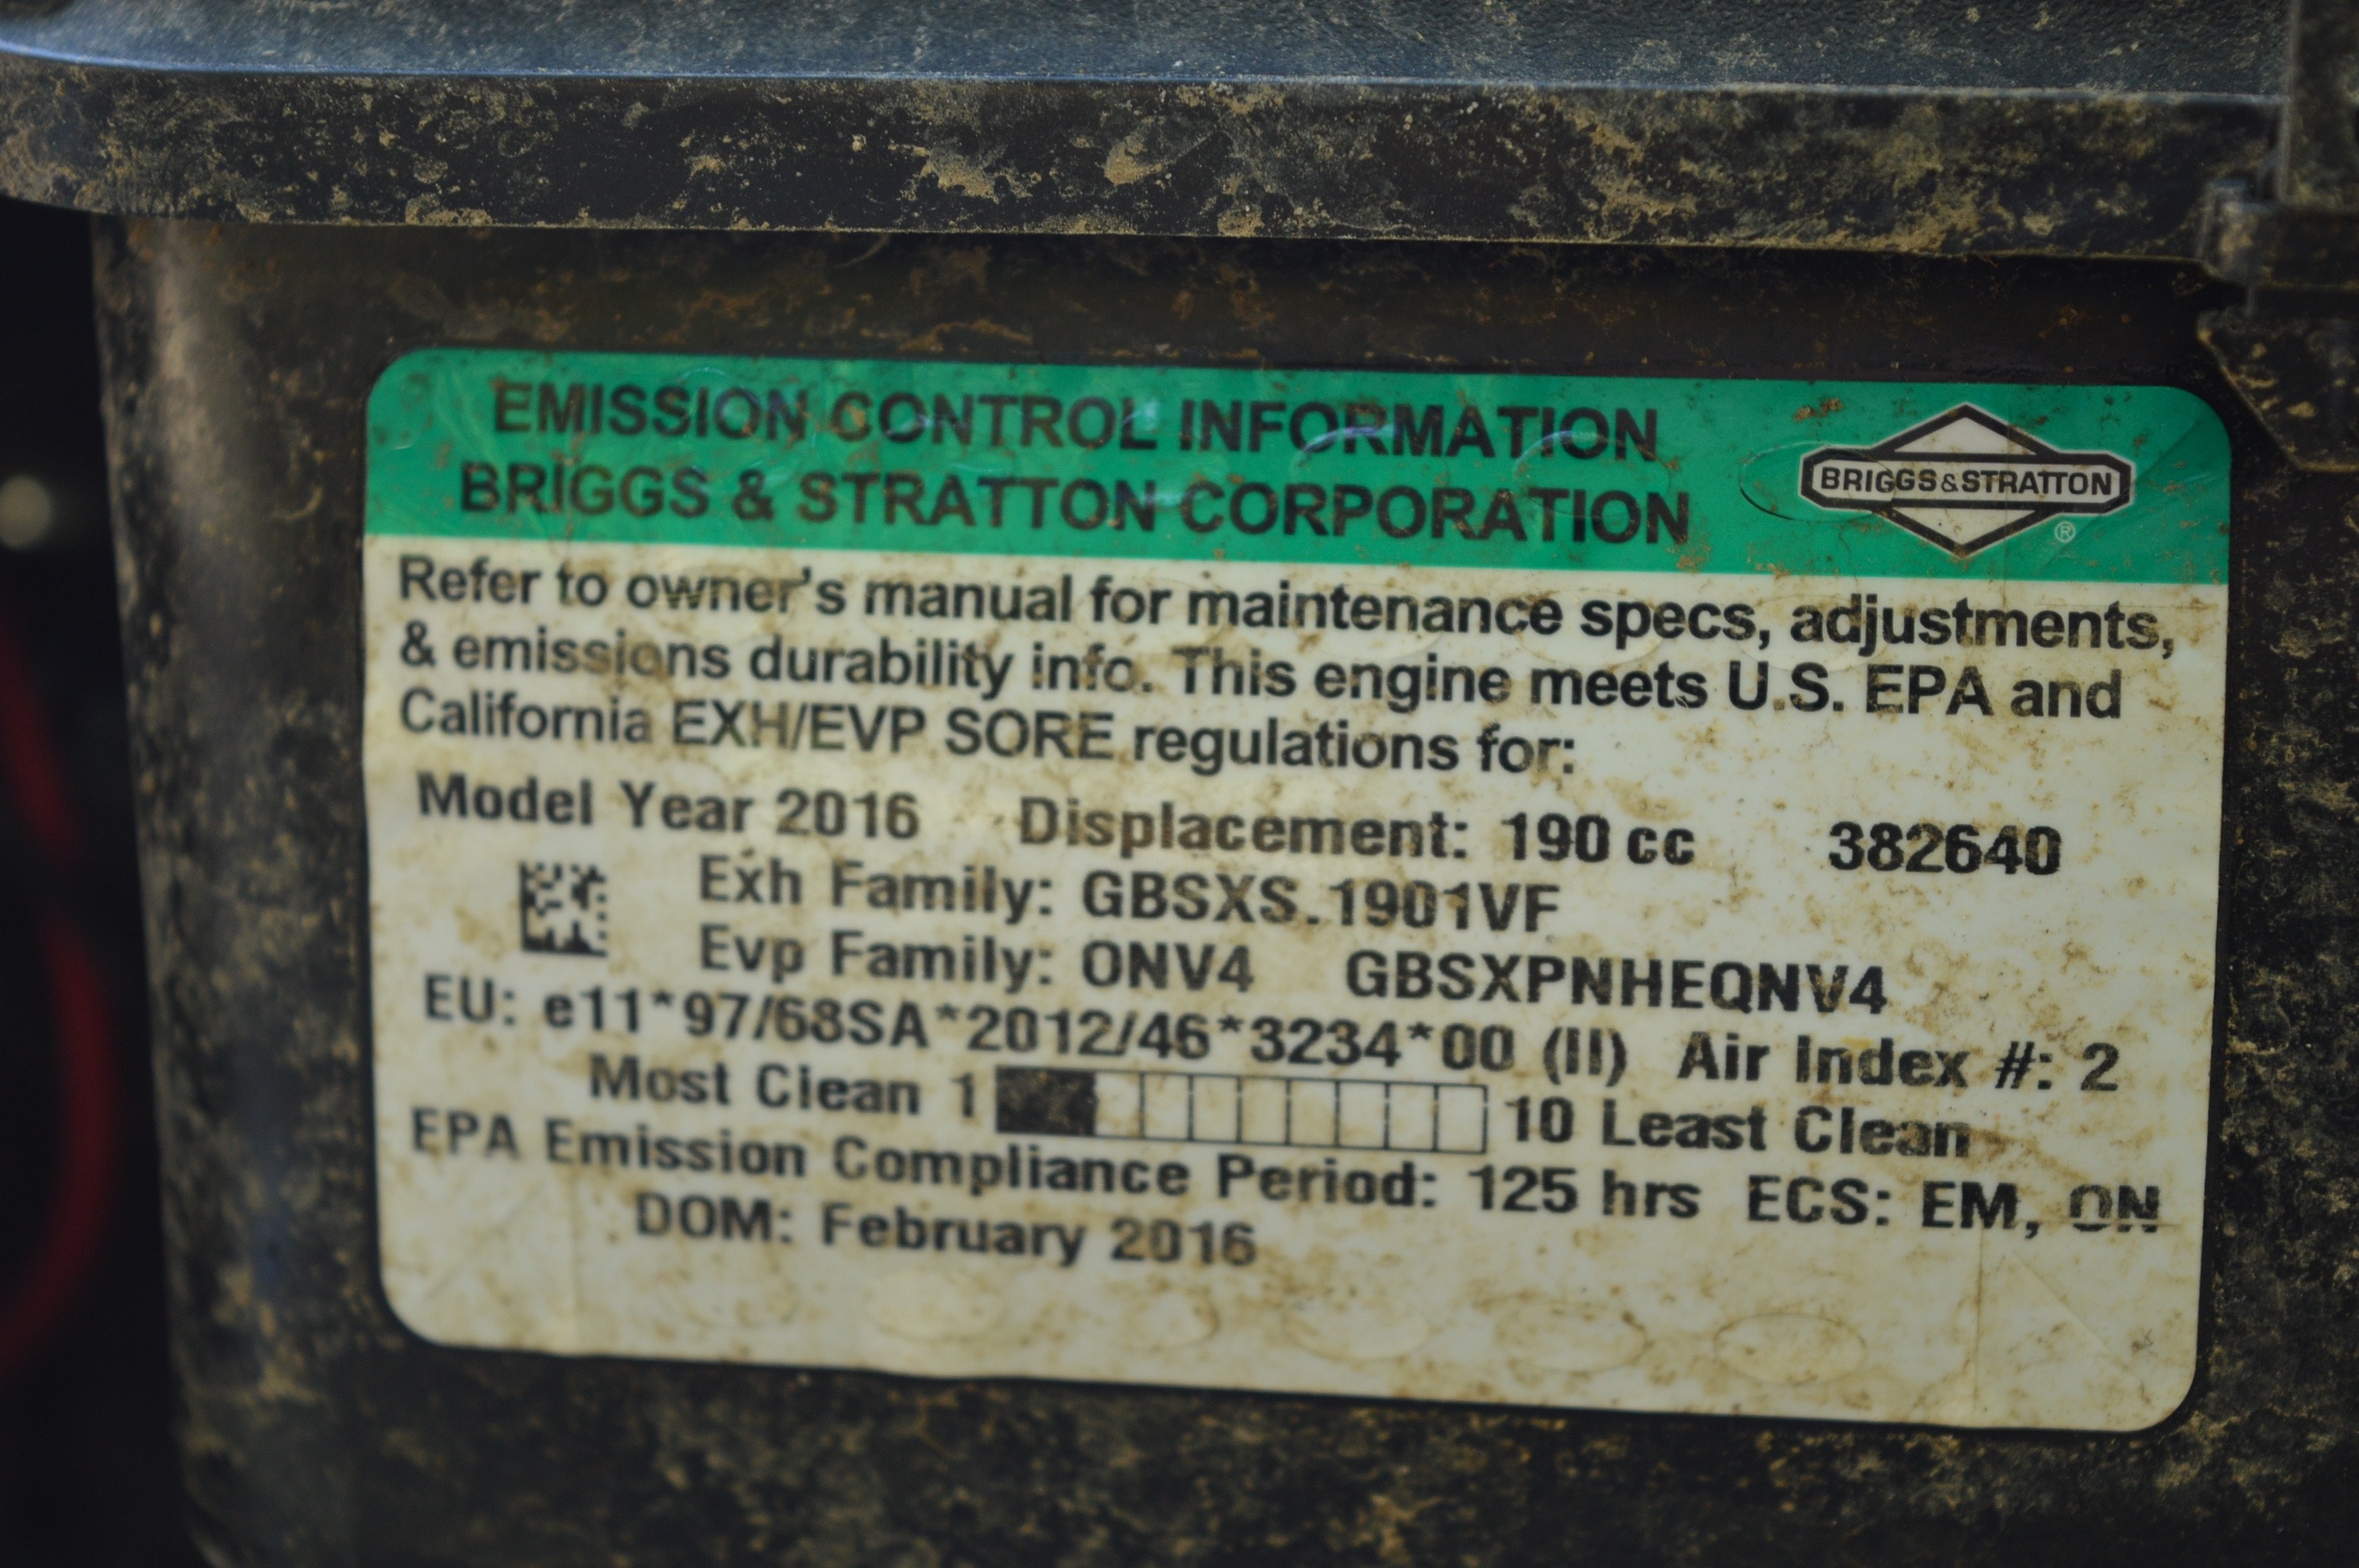 EMISSION CONTROL INFORMATION
BRIGGS & STRATTON CORPORATION
BRIGGS&STRATTON
®
Refer to owner's manual for maintenance specs, adjustments,
& emissions durability info. This engine meets U.S. EPA and
California EXH/EVP SORE regulations for:
Model Year 2016 Displacement: 190 cc 382640
Exh Family: GBSXS.1901VF
Evp Family: ONV4 GBSXPNHEQNV4
EU: e11*97/68SA*2012/46*3234*00 (II) Air Index #: 2
Most Clean 1 10 Least Clean
EPA Emission Compliance Period: 125 hrs ECS: EM, ON
DOM: February 2016